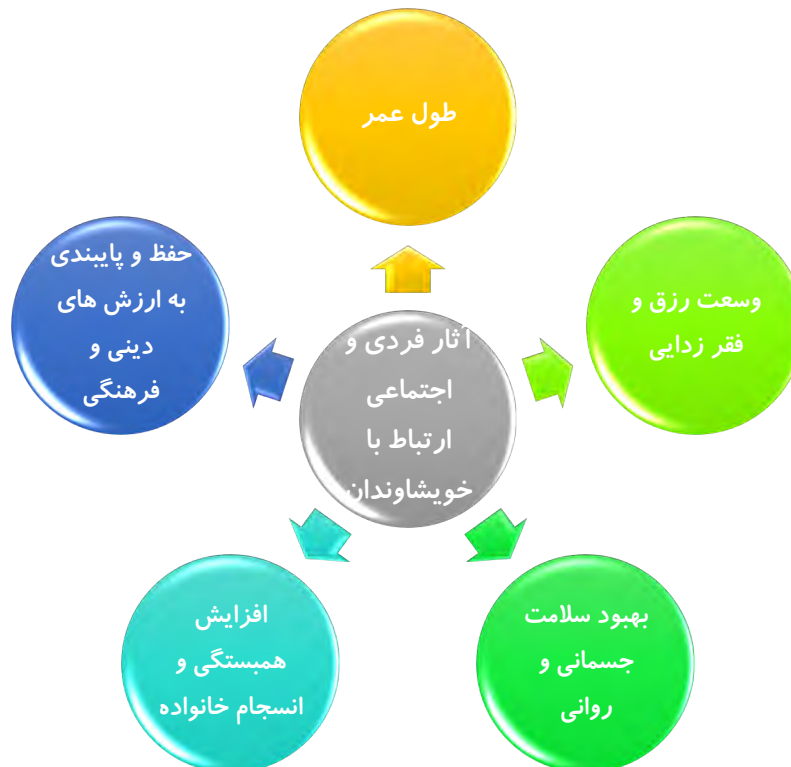 طول عمر
وسعت رزق و
فقر زدایی
بهبود سلامت
جسمانی و
روانی
افزایش
همبستگی و
انسجام خانواده
حفظ و پایبندی
به ارزش های
دینی و
فرهنگی
آثار فردی و
اجتماعی
ارتباط با
خویشاوندان